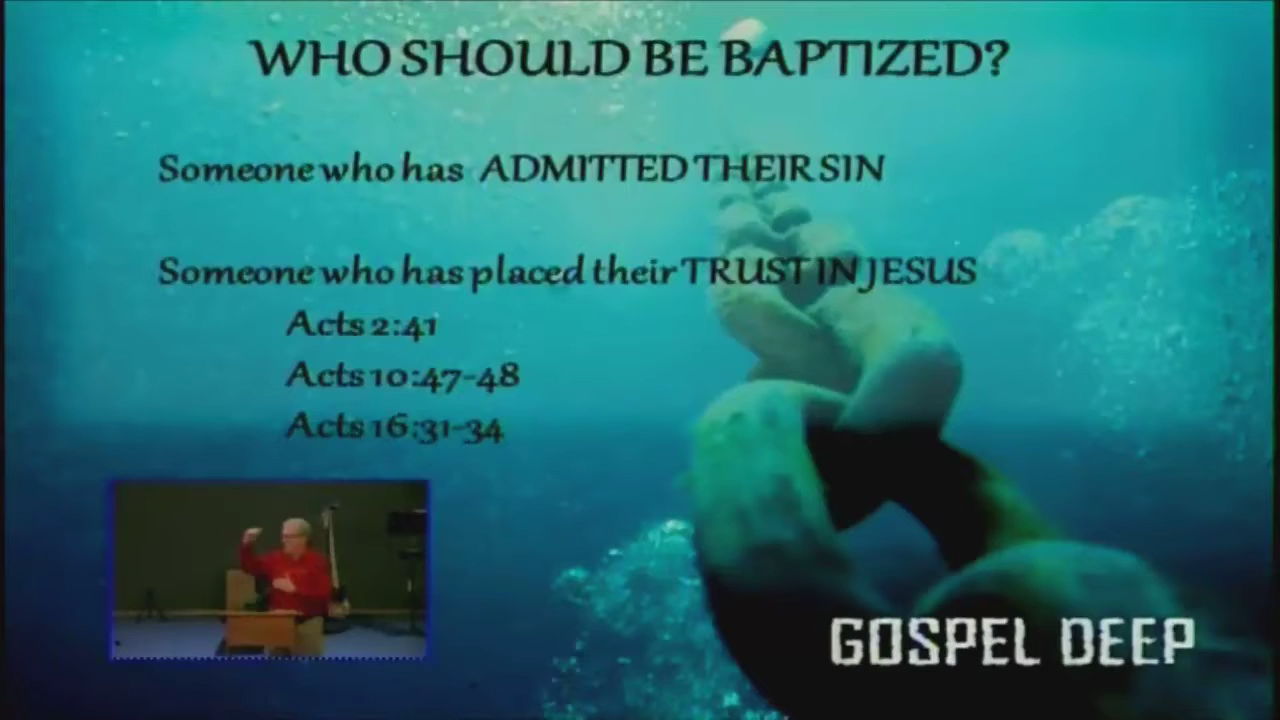 WHO SHOULD BE BAPTIZED?
Someone who has ADMITTED THEIR SIN
Someone who has placed their TRUST IN JESUS
Acts 2:41
Acts 10:47-48
Acts 16:31-34
GOSPEL DEEP